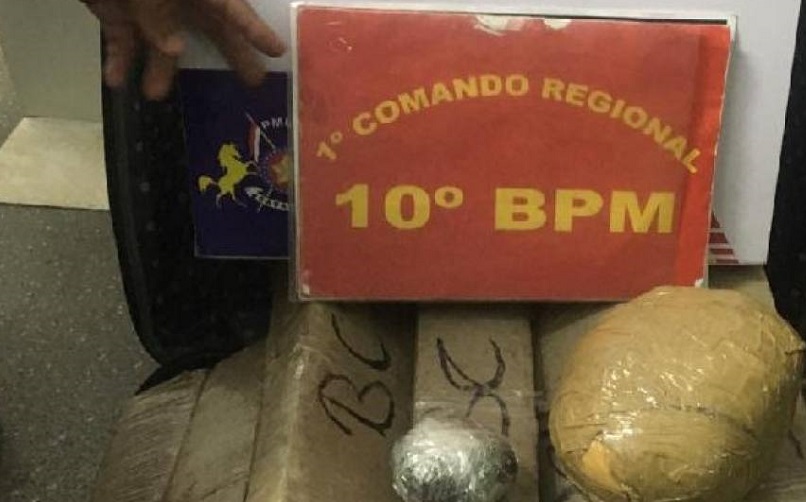 1º COMANDO REGIONAL
10º BPM
BC